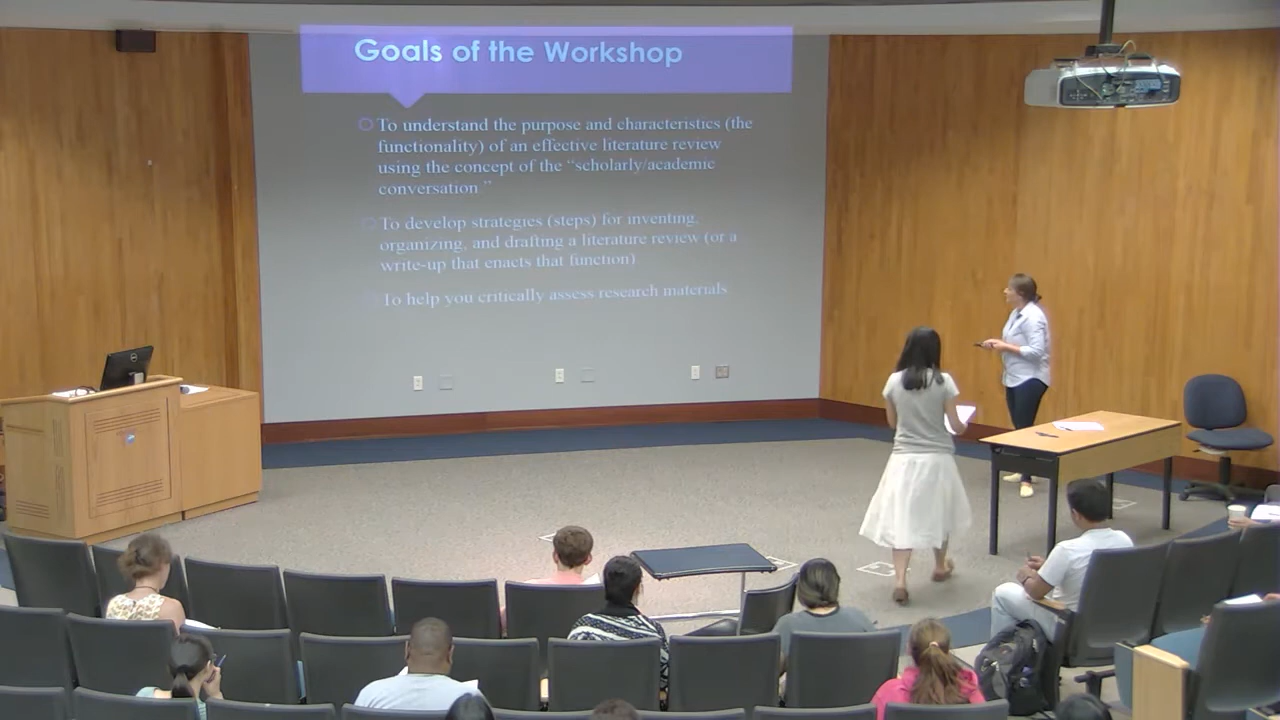 Goals of the Workshop
To understand the purpose and characteristics (the
functionality) of an effective literature review
using the concept of the “scholarly/academic
conversation ”
To develop strategies (steps) for inventing,
organizing, and drafting a literature review (or a
write-up that enacts that function)
To help you critically assess research materials